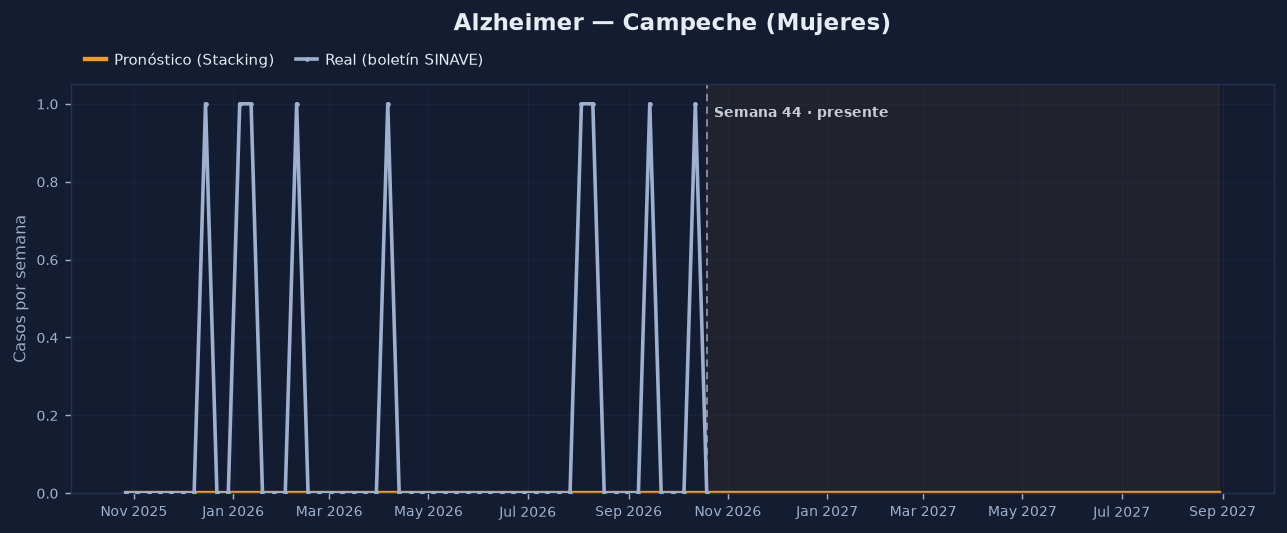 Alzheimer — Campeche (Mujeres)
Pronóstico (Stacking)
Real (boletín SINAVE)
Semana 44 · presente
Casos por semana
1.0
0.8
0.6
0.4
0.2
0.0
Nov 2025
Jan 2026
Mar 2026
May 2026
Jul 2026
Sep 2026
Nov 2026
Jan 2027
Mar 2027
May 2027
Jul 2027
Sep 2027